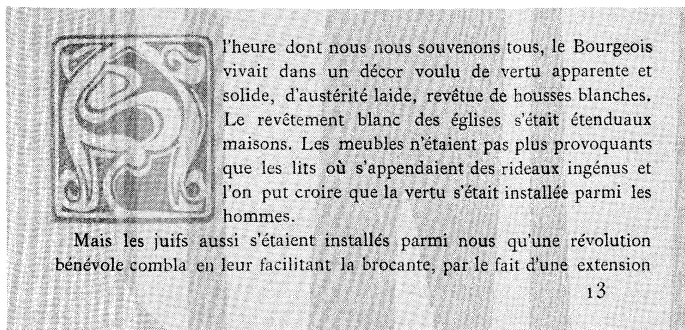 A l'heure dont nous nous souvenons tous, le Bourgeois
vivait dans un décor voulu de vertu apparente et
solide, d'austérité laide, revêtue de housses blanches.
Le revêtement blanc des églises s'était étenduaux
maisons. Les meubles n'étaient pas plus provoquants
que les lits où s'appendaient des rideaux ingénus et
l'on put croire que la vertu s'était installée parmi les
hommes.
Mais les juifs aussi s'étaient installés parmi nous qu'une révolution
bénévole combla en leur facilitant la brocante, par le fait d'une extension
13